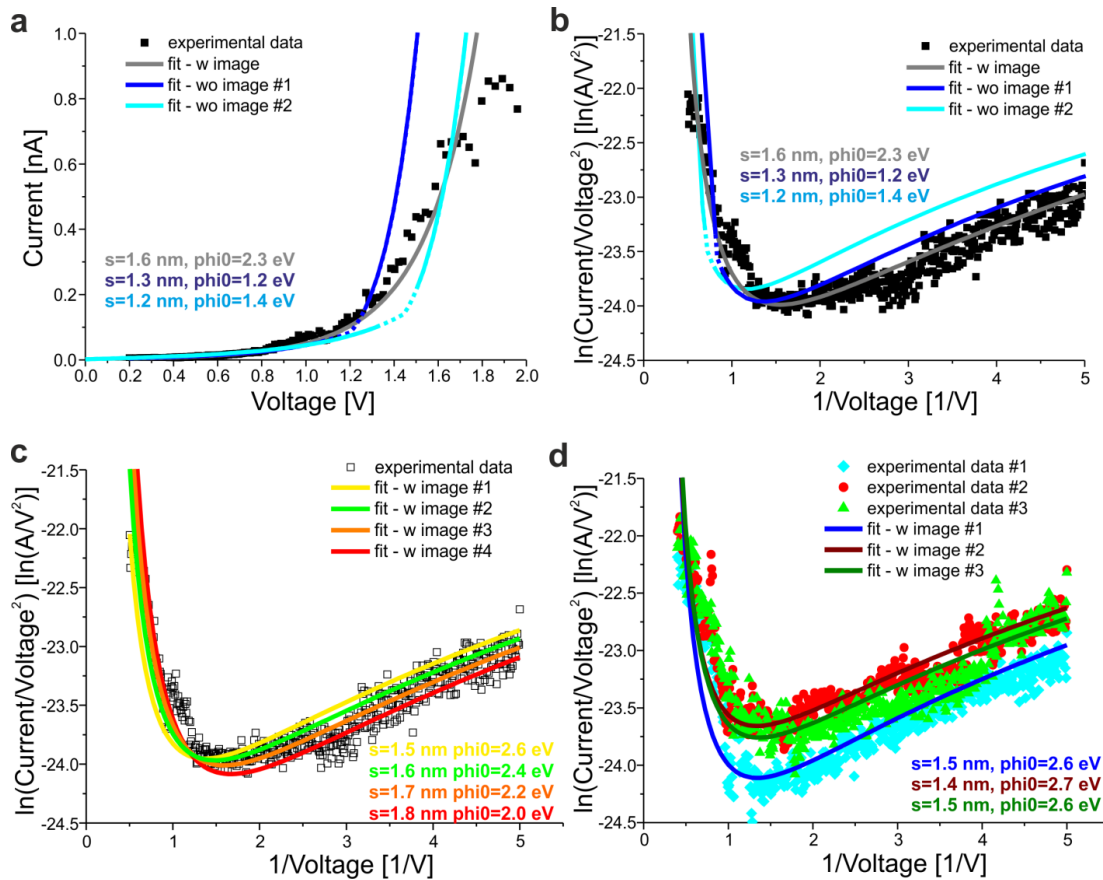 a
1.0
0.8
0.6
0.4
0.2
0.0
Current [nA]
experimental data
fit - w image
fit - wo image #1
fit - wo image #2
s=1.6 nm, phi0=2.3 eV
s=1.3 nm, phi0=1.2 eV
s=1.2 nm, phi0=1.4 eV
0.0 0.2 0.4 0.6 0.8 1.0 1.2 1.4 1.6 1.8 2.0
Voltage [V]
b
-21.5
-22.0
-22.5
-23.0
-23.5
-24.0
-24.5
ln(Current/Voltage²) [ln(A/V²)]
experimental data
fit - w image
fit - wo image #1
fit - wo image #2
s=1.6 nm, phi0=2.3 eV
s=1.3 nm, phi0=1.2 eV
s=1.2 nm, phi0=1.4 eV
0 1 2 3 4 5
1/Voltage [1/V]
c
-21.5
-22.0
-22.5
-23.0
-23.5
-24.0
-24.5
ln(Current/Voltage²) [ln(A/V²)]
experimental data
fit - w image #1
fit - w image #2
fit - w image #3
fit - w image #4
s=1.5 nm phi0=2.6 eV
s=1.6 nm phi0=2.4 eV
s=1.7 nm phi0=2.2 eV
s=1.8 nm phi0=2.0 eV
0 1 2 3 4 5
1/Voltage [1/V]
d
-21.5
-22.0
-22.5
-23.0
-23.5
-24.0
-24.5
ln(Current/Voltage²) [ln(A/V²)]
experimental data #1
experimental data #2
experimental data #3
fit - w image #1
fit - w image #2
fit - w image #3
s=1.5 nm, phi0=2.6 eV
s=1.4 nm, phi0=2.7 eV
s=1.5 nm, phi0=2.6 eV
0 1 2 3 4 5
1/Voltage [1/V]